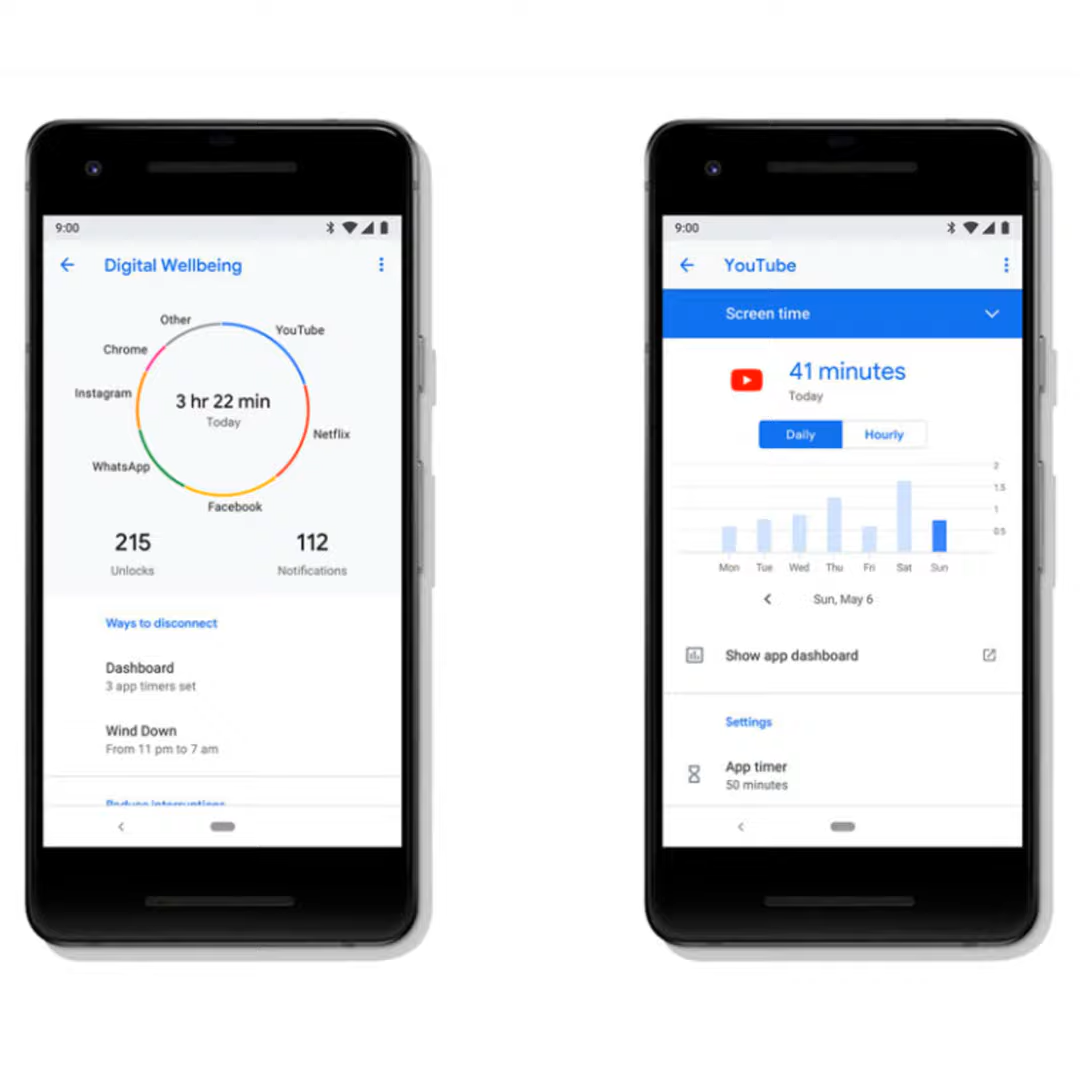 9:00
Digital Wellbeing
Other
YouTube
Chrome
Instagram
3 hr 22 min
Today
Netflix
WhatsApp
Facebook
215
112
Unlocks
Notifications
Ways to disconnect
Dashboard
3 app timers set
Wind Down
From 11 pm to 7 am
Reduce interruptions
9:00
YouTube
Screen time
41 minutes
Today
Daily
Hourly
2
1.5
1
0.5
Mon Tue Wed Thu Fri Sat Sun
Sun, May 6
Show app dashboard
Settings
App timer
50 minutes